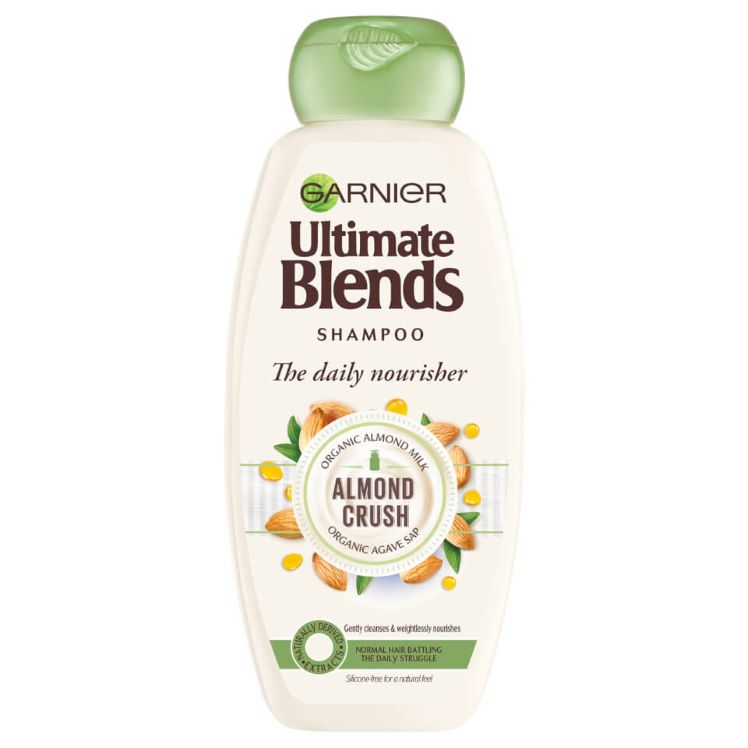 GARNIER
Ultimate
Blends
SHAMPOO
The daily nourisher
ORGANIC ALMOND MILK
ALMOND
CRUSH
ORGANIC AGAVE SAP
NATURALLY DERIVED
•EXTRACTS•
Gently cleanses & weightlessly nourishes
NORMAL HAIR BATTLING
THE DAILY STRUGGLE
Silicone-free for a natural feel